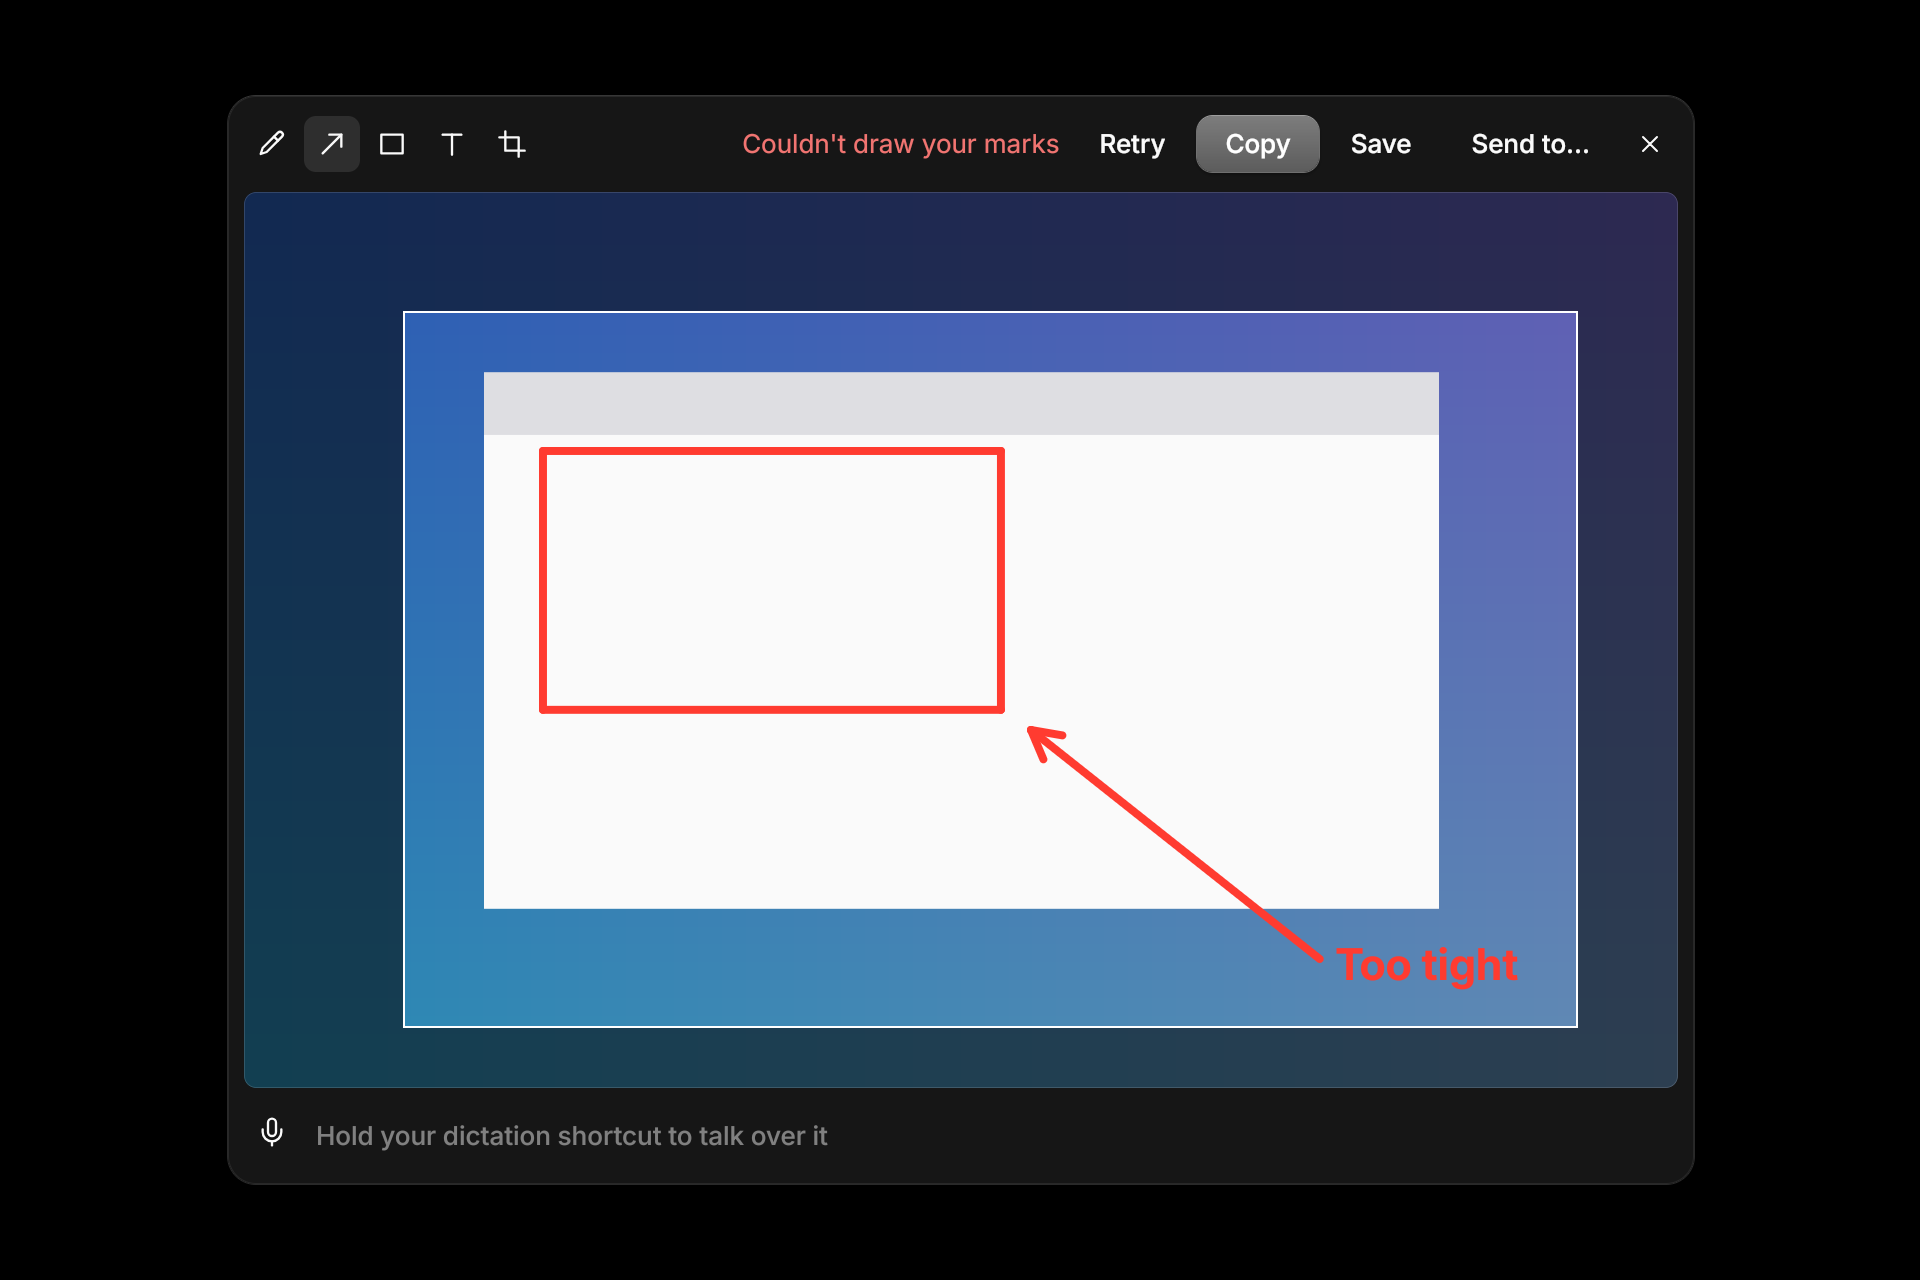 Couldn't draw your marks Retry Copy Save Send to...
Too tight
Hold your dictation shortcut to talk over it